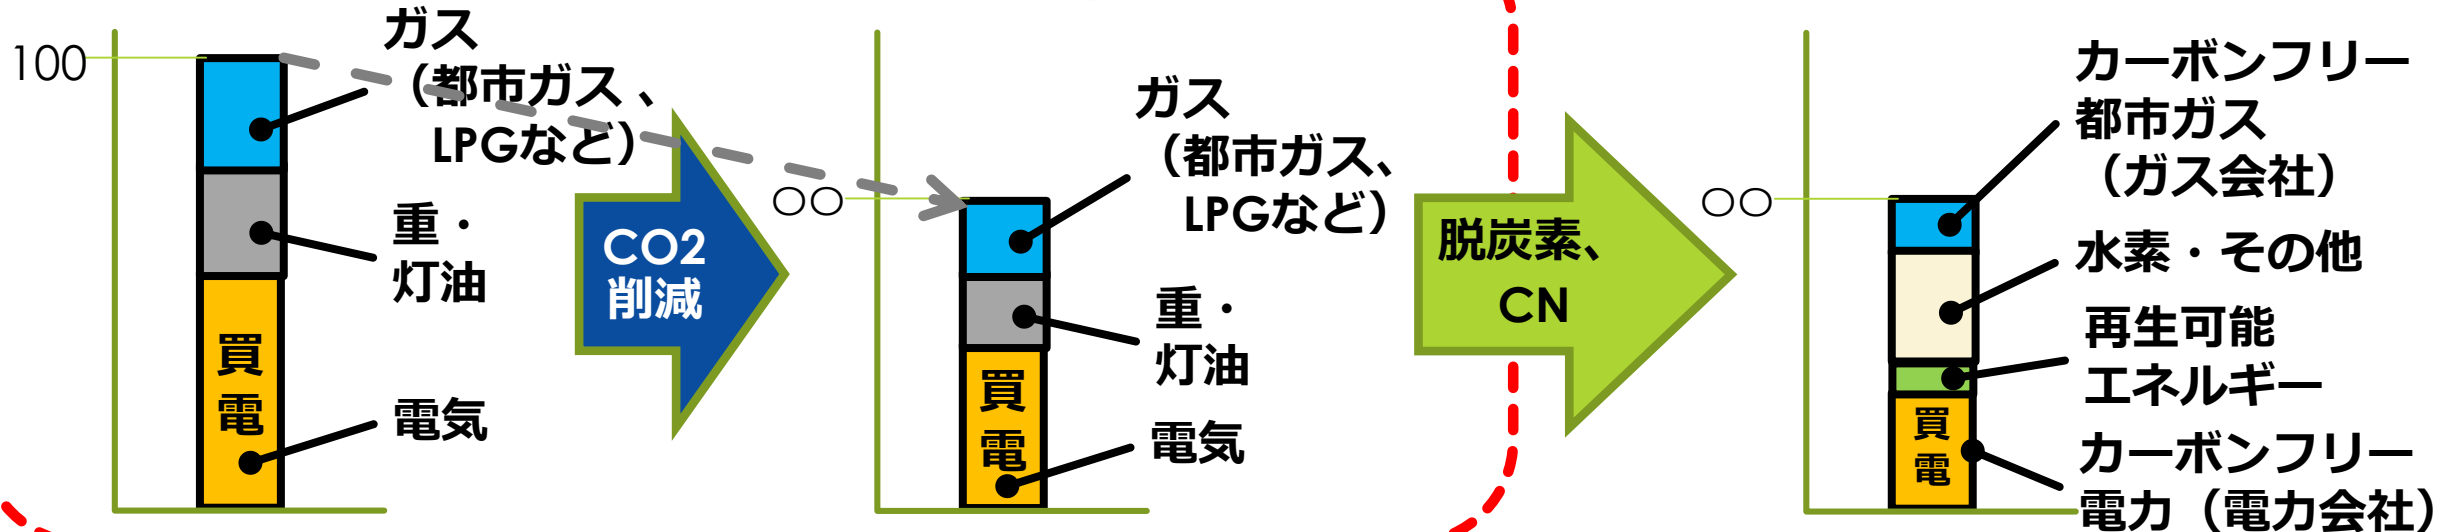 100
ガス
（都市ガス、
LPGなど）
重・
灯油
買
電
電気
CO2
削減
○○
ガス
（都市ガス、
LPGなど）
重・
灯油
買
電
電気
脱炭素、
CN
○○
カーボンフリー
都市ガス
（ガス会社）
水素・その他
再生可能
エネルギー
買
電
カーボンフリー
電力（電力会社）